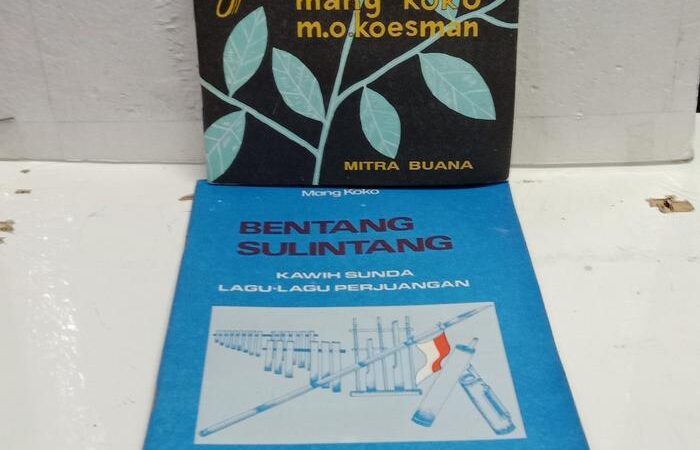 mang koko
m.o.koesman
MITRA BUANA
Mang Koko
BENTANG
SULINTANG
KAWIH SUNDA
LAGU-LAGU PERJUANGAN